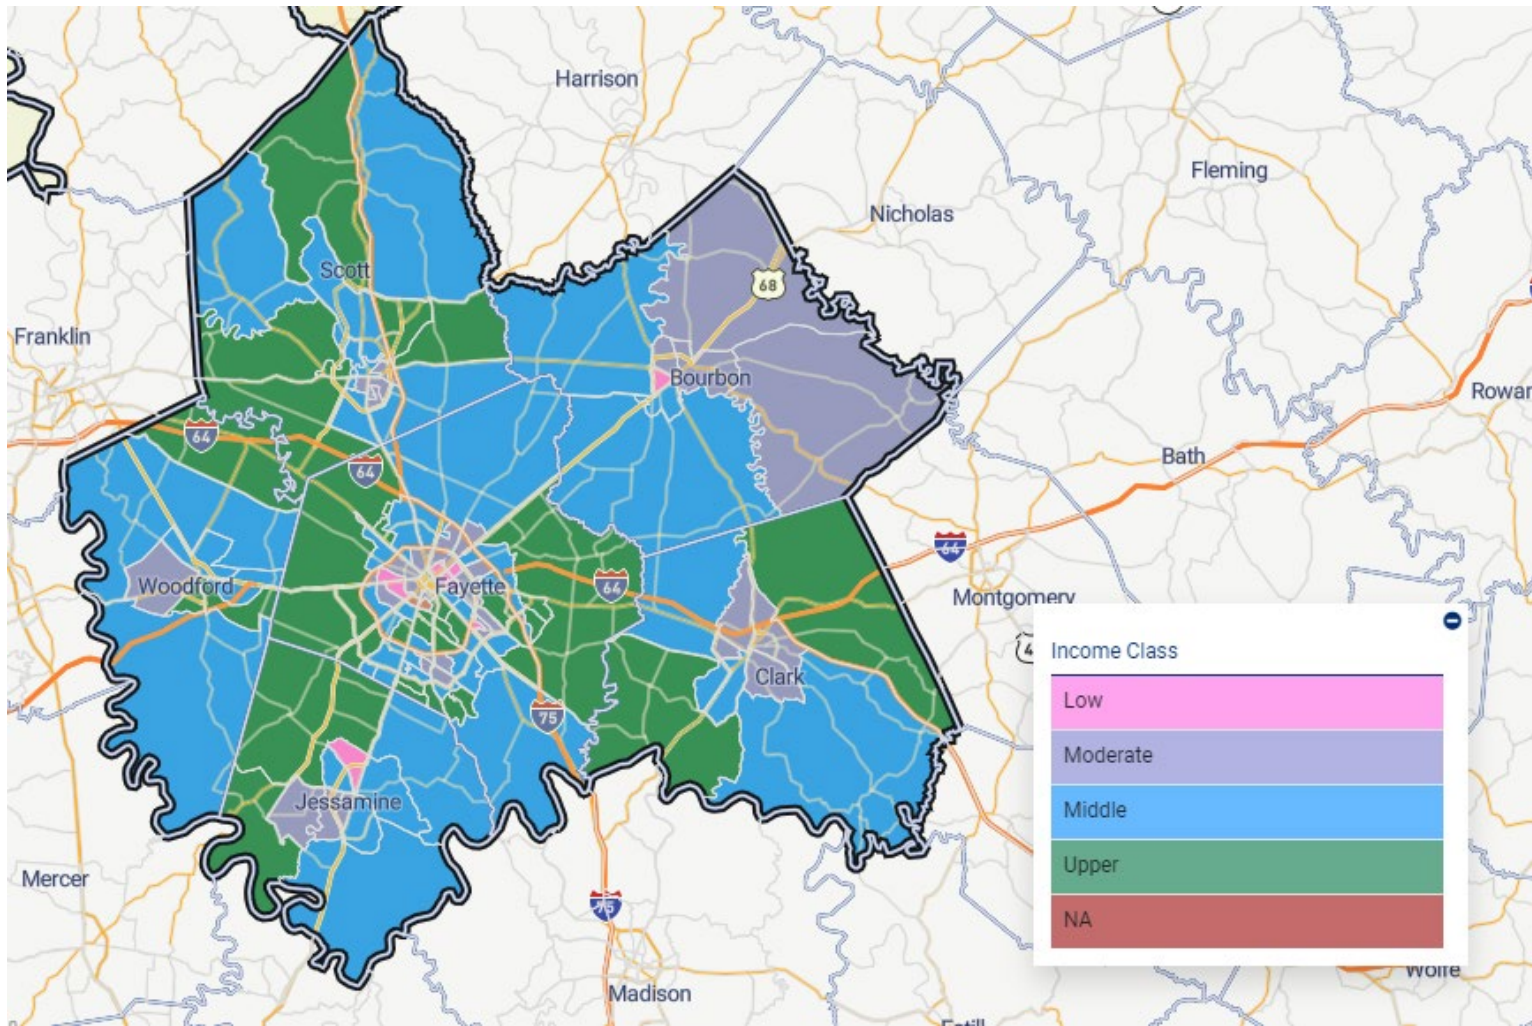 Harrison
Fleming
Nicholas
Scott
68
Franklin
Bourbon
Rowan
64
64
Bath
64
Montgomery
Woodford
Fayette
64
Clark
75
Jessamine
Mercer
75
Madison
Income Class
Low
Moderate
Middle
Upper
NA
Wolfe